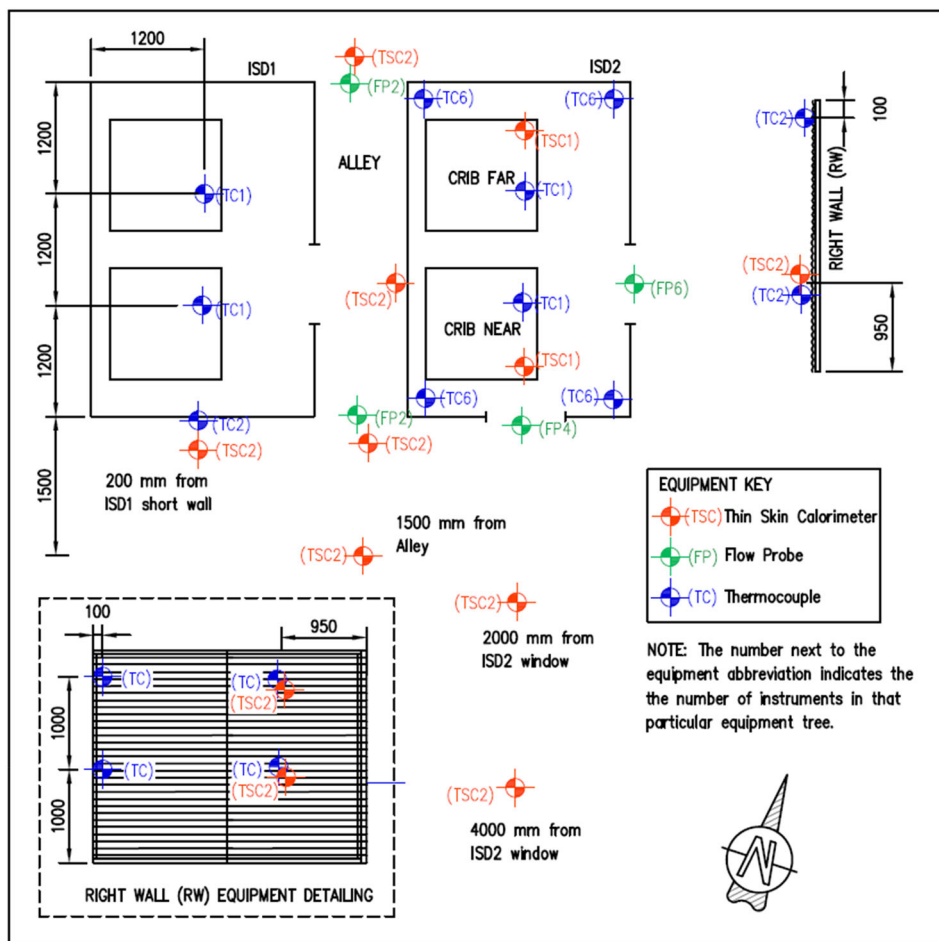 1200
ISD1
(TSC2)
(FP2)
ISD2
(TC6)
(TC6)
(TSC1)
ALLEY
CRIB FAR
(TC1)
(TC1)
1200
1200
1200
1500
(TC2)
100
RIGHT WALL (RW)
(TSC2)
(TC2)
950
(TSC2)
(FP6)
(TC1)
(TC1)
CRIB NEAR
(TSC1)
(TC6)
(TC6)
(TC2)
(FP2)
(FP4)
(TSC2)
(TSC2)
200 mm from
ISD1 short wall
1500 mm from
Alley
(TSC2)
(TSC2)
2000 mm from
ISD2 window
EQUIPMENT KEY
(TSC) Thin Skin Calorimeter
(FP) Flow Probe
(TC) Thermocouple
NOTE: The number next to the
equipment abbreviation indicates the
the number of instruments in that
particular equipment tree.
100
950
(TC)
(TC)
(TSC2)
1000
(TC)
(TC)
(TSC2)
1000
RIGHT WALL (RW) EQUIPMENT DETAILING
(TSC2)
4000 mm from
ISD2 window
N